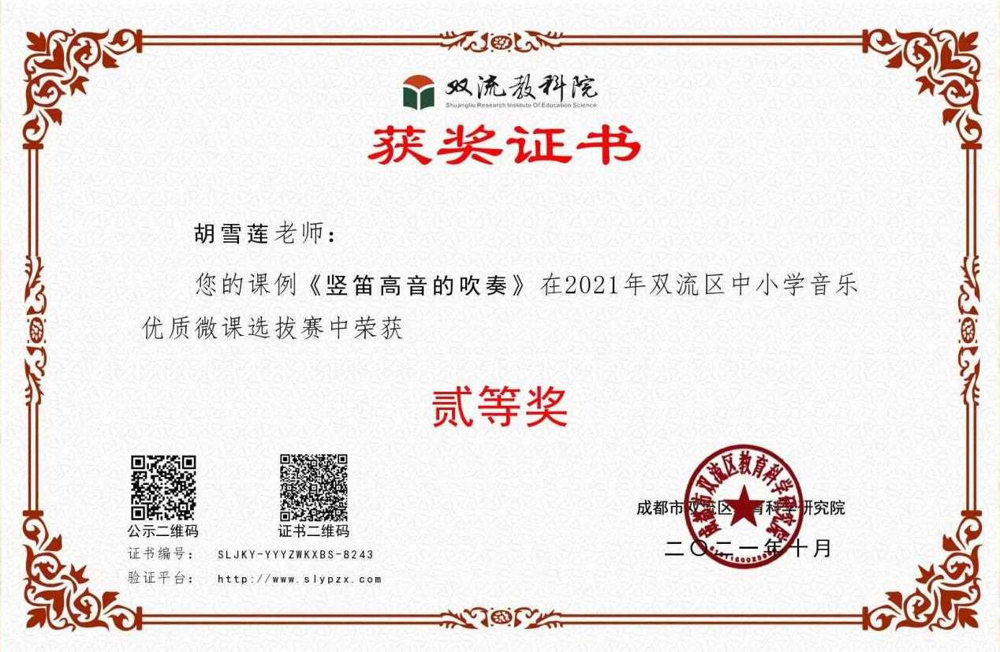 双流教科院
Shuangliu Research Institute Of Education Science
获奖证书
胡雪莲老师：
您的课例《竖笛高音的吹奏》在2021年双流区中小学音乐
优质微课选拔赛中荣获
贰等奖
公示二维码
证书二维码
证书编号： SLJKY-YYYZWKXBS-8243
验证平台： http://www.slypzx.com
成都市双流区教育科学研究院
成都市双流区教育科学研究院
二〇二一年十月